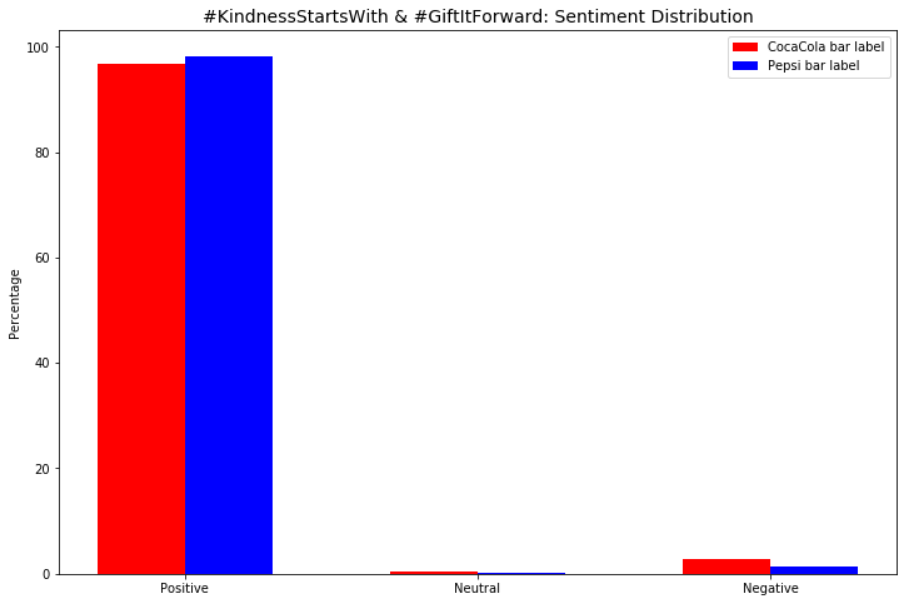 #KindnessStartsWith & #GiftItForward: Sentiment Distribution
CocaCola bar label
Pepsi bar label
100
80
60
40
20
0
Percentage
Positive
Neutral
Negative